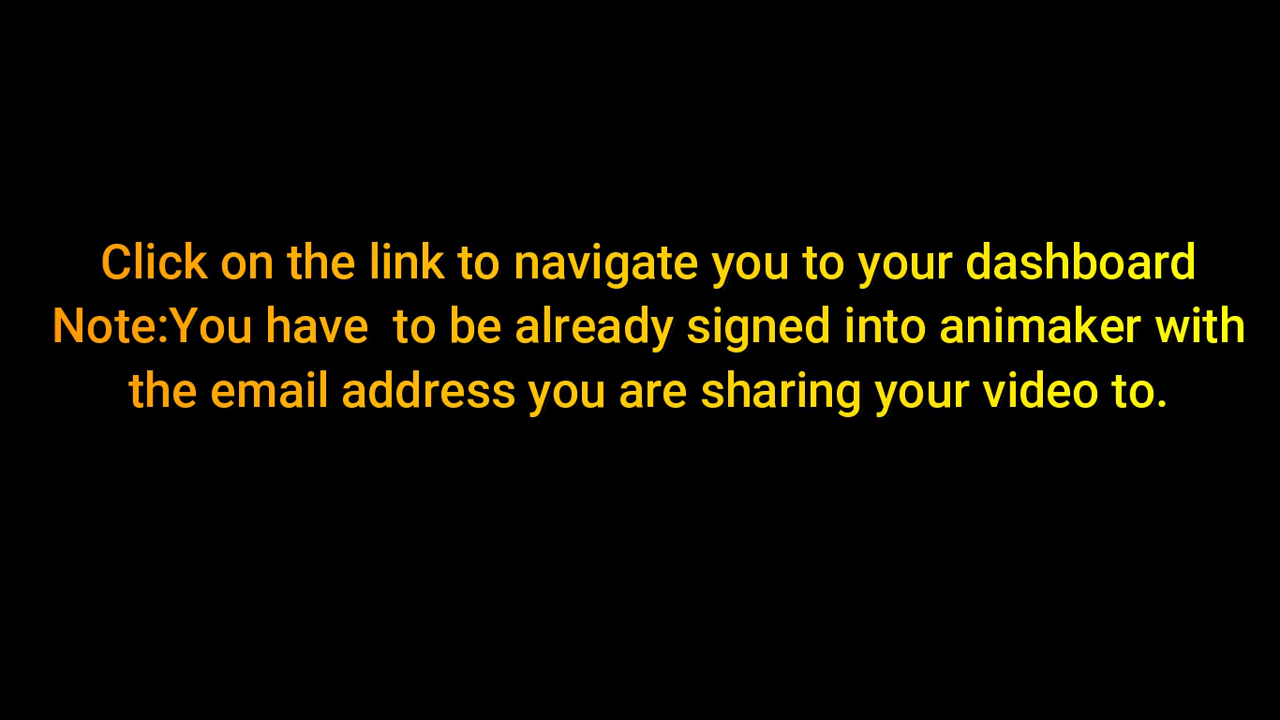 Click on the link to navigate you to your dashboard
Note:You have  to be already signed into animaker with
the email address you are sharing your video to.